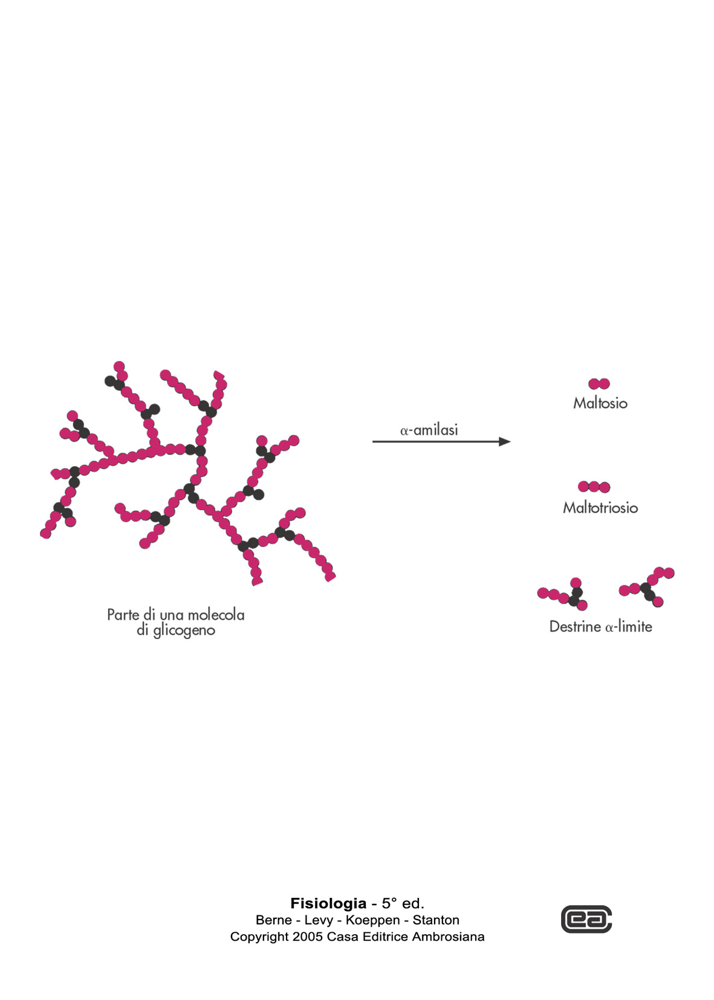 α-amilasi
Maltosio
Maltotriosio
Destrine α-limite
Parte di una molecola
di glicogeno
Fisiologia - 5° ed.
Berne - Levy - Koeppen - Stanton
Copyright 2005 Casa Editrice Ambrosiana
ea